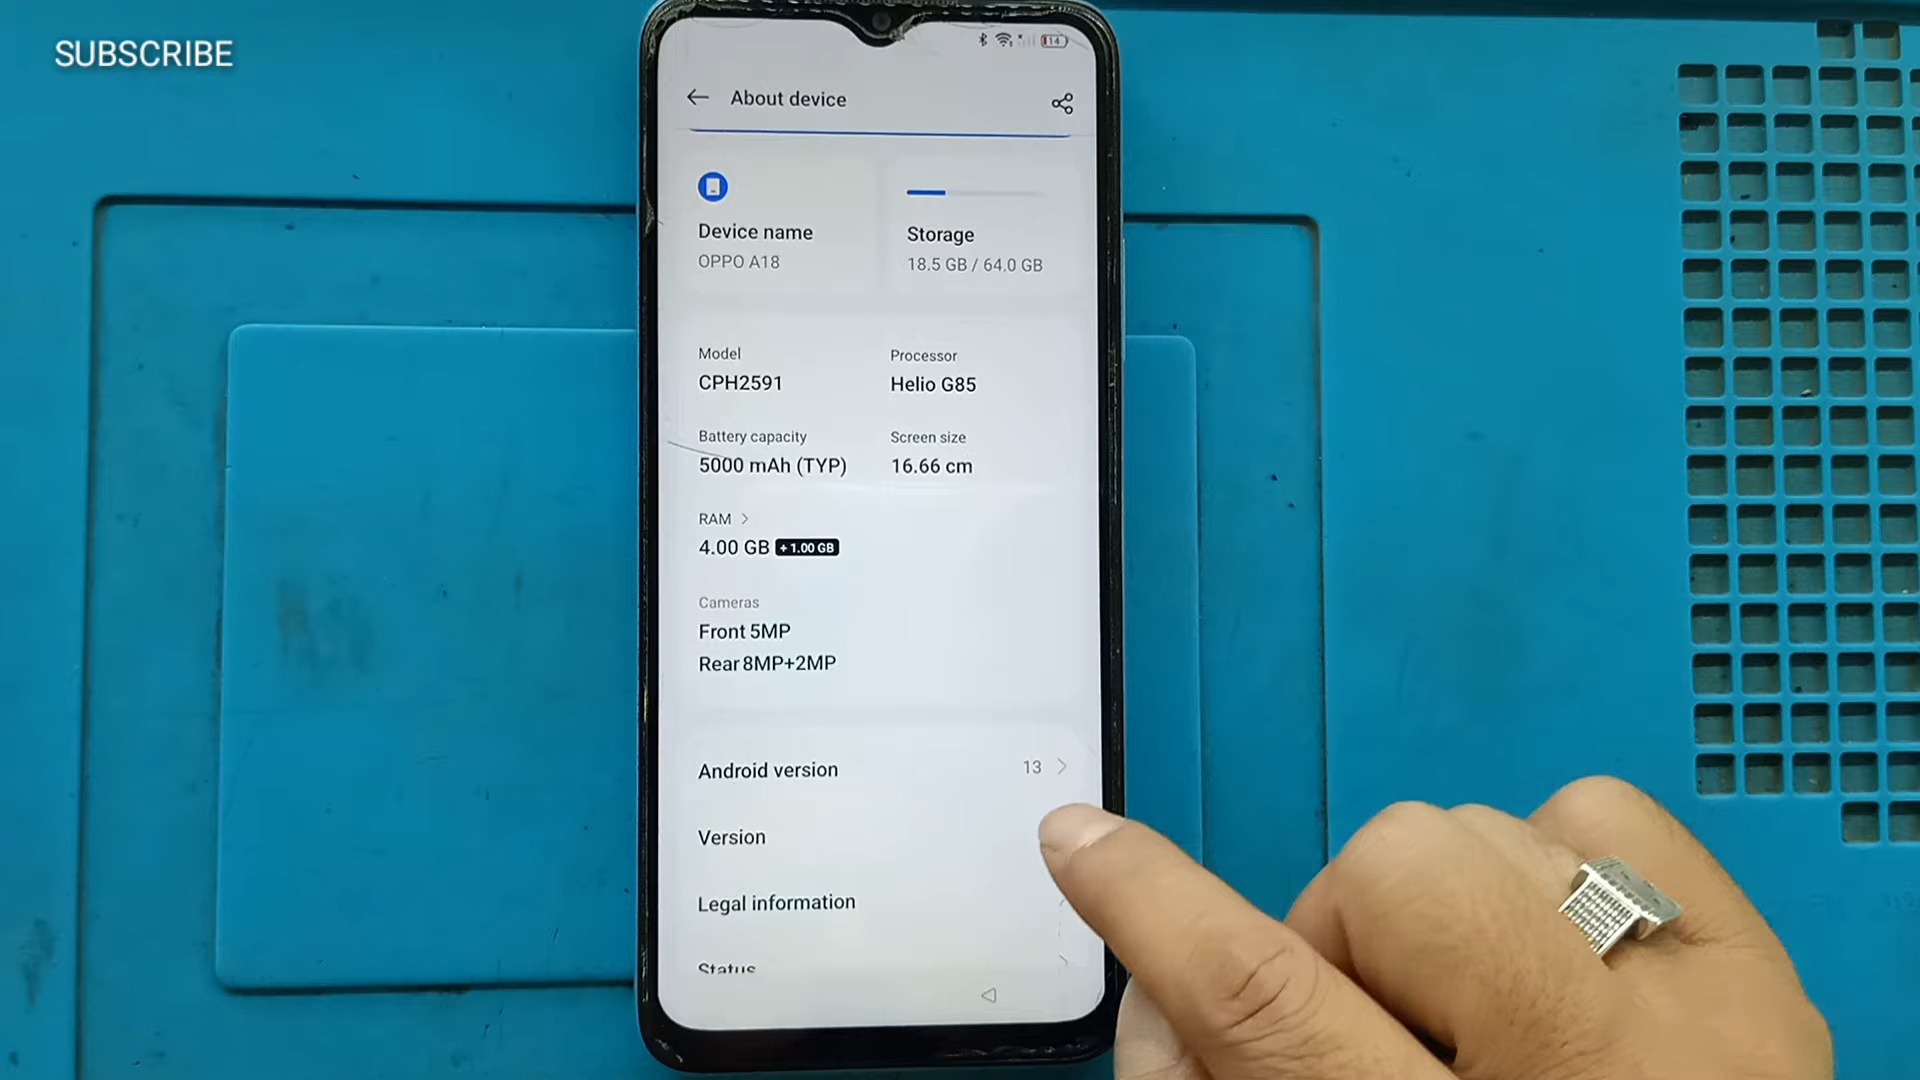 SUBSCRIBE
14
About device
Device name
OPPO A18
Storage
18.5 GB / 64.0 GB
Model
CPH2591
Processor
Helio G85
Battery capacity
5000 mAh (TYP)
Screen size
16.66 cm
RAM >
4.00 GB +1.00 GB
Cameras
Front 5MP
Rear 8MP+2MP
Android version 13 >
Version
Legal information
Status